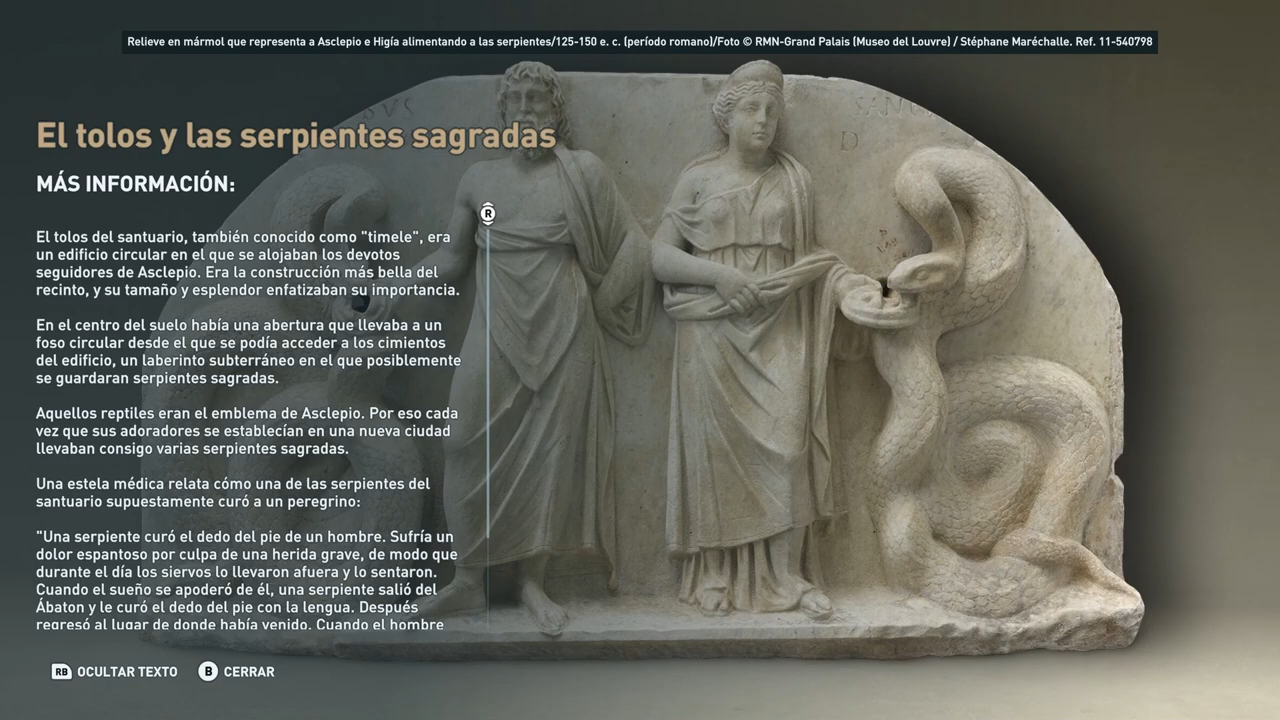 Relieve en mármol que representa a Asclepio e Higía alimentando a las serpientes/125-150 e. c. (período romano)/Foto © RMN-Grand Palais (Museo del Louvre) / Stéphane Maréchalle. Ref. 11-540798
El tolos y las serpientes sagradas
MÁS INFORMACIÓN:
El tolos del santuario, también conocido como "timele", era
un edificio circular en el que se alojaban los devotos
seguidores de Asclepio. Era la construcción más bella del
recinto, y su tamaño y esplendor enfatizaban su importancia.
En el centro del suelo había una abertura que llevaba a un
foso circular desde el que se podía acceder a los cimientos
del edificio, un laberinto subterráneo en el que posiblemente
se guardaran serpientes sagradas.
Aquellos reptiles eran el emblema de Asclepio. Por eso cada
vez que sus adoradores se establecían en una nueva ciudad
llevaban consigo varias serpientes sagradas.
Una estela médica relata cómo una de las serpientes del
santuario supuestamente curó a un peregrino:
"Una serpiente curó el dedo del pie de un hombre. Sufría un
dolor espantoso por culpa de una herida grave, de modo que
durante el día los siervos lo llevaron afuera y lo sentaron.
Cuando el sueño se apoderó de él, una serpiente salió del
Ábaton y le curó el dedo del pie con la lengua. Después
regresó al lugar de donde había venido. Cuando el hombre
R
RB OCULTAR TEXTO B CERRAR